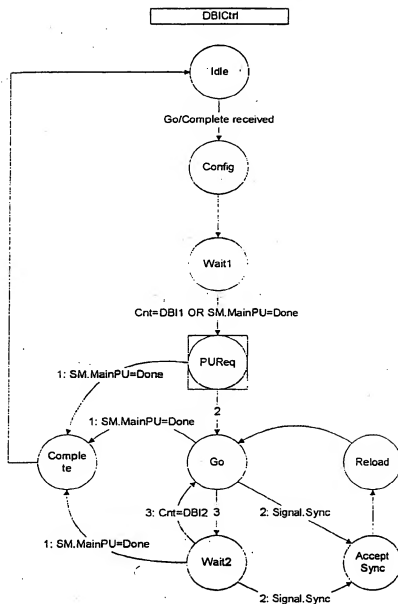 DBICtrl
Idle
Go/Complete received
Config
Wait1
Cnt=DBI1 OR SM.MainPU=Done
PUReq
1: SM.MainPU=Done
2
1: SM.MainPU=Done
Comple
te
Go
Reload
3: Cnt=DBI2
3
2: Signal.Sync
1: SM.MainPU=Done
Wait2
Accept
Sync
2: Signal.Sync